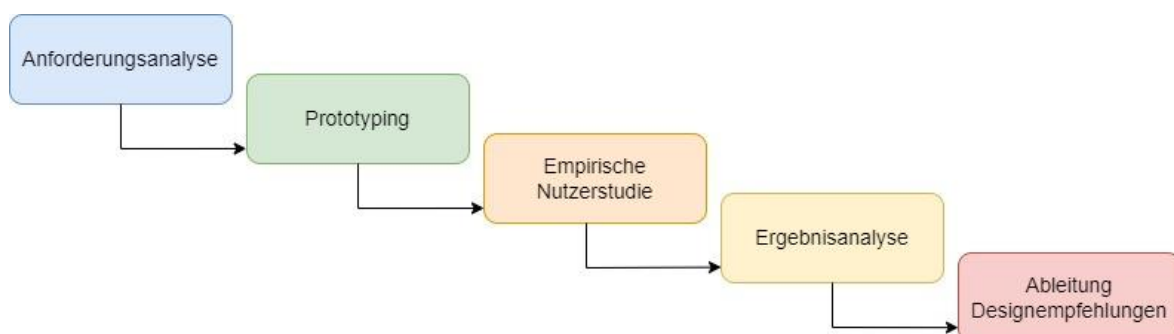 Anforderungsanalyse
Prototyping
Empirische
Nutzerstudie
Ergebnisanalyse
Ableitung
Designempfehlungen